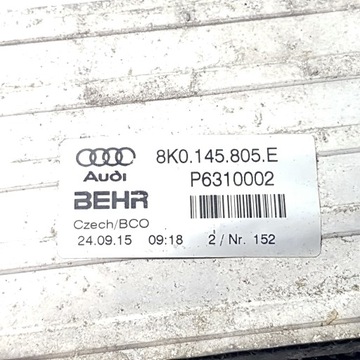 8K0.145.805.E
Audi
P6310002
BEHR
Czech/BCO
24.09.15 09:18 2/Nr. 152